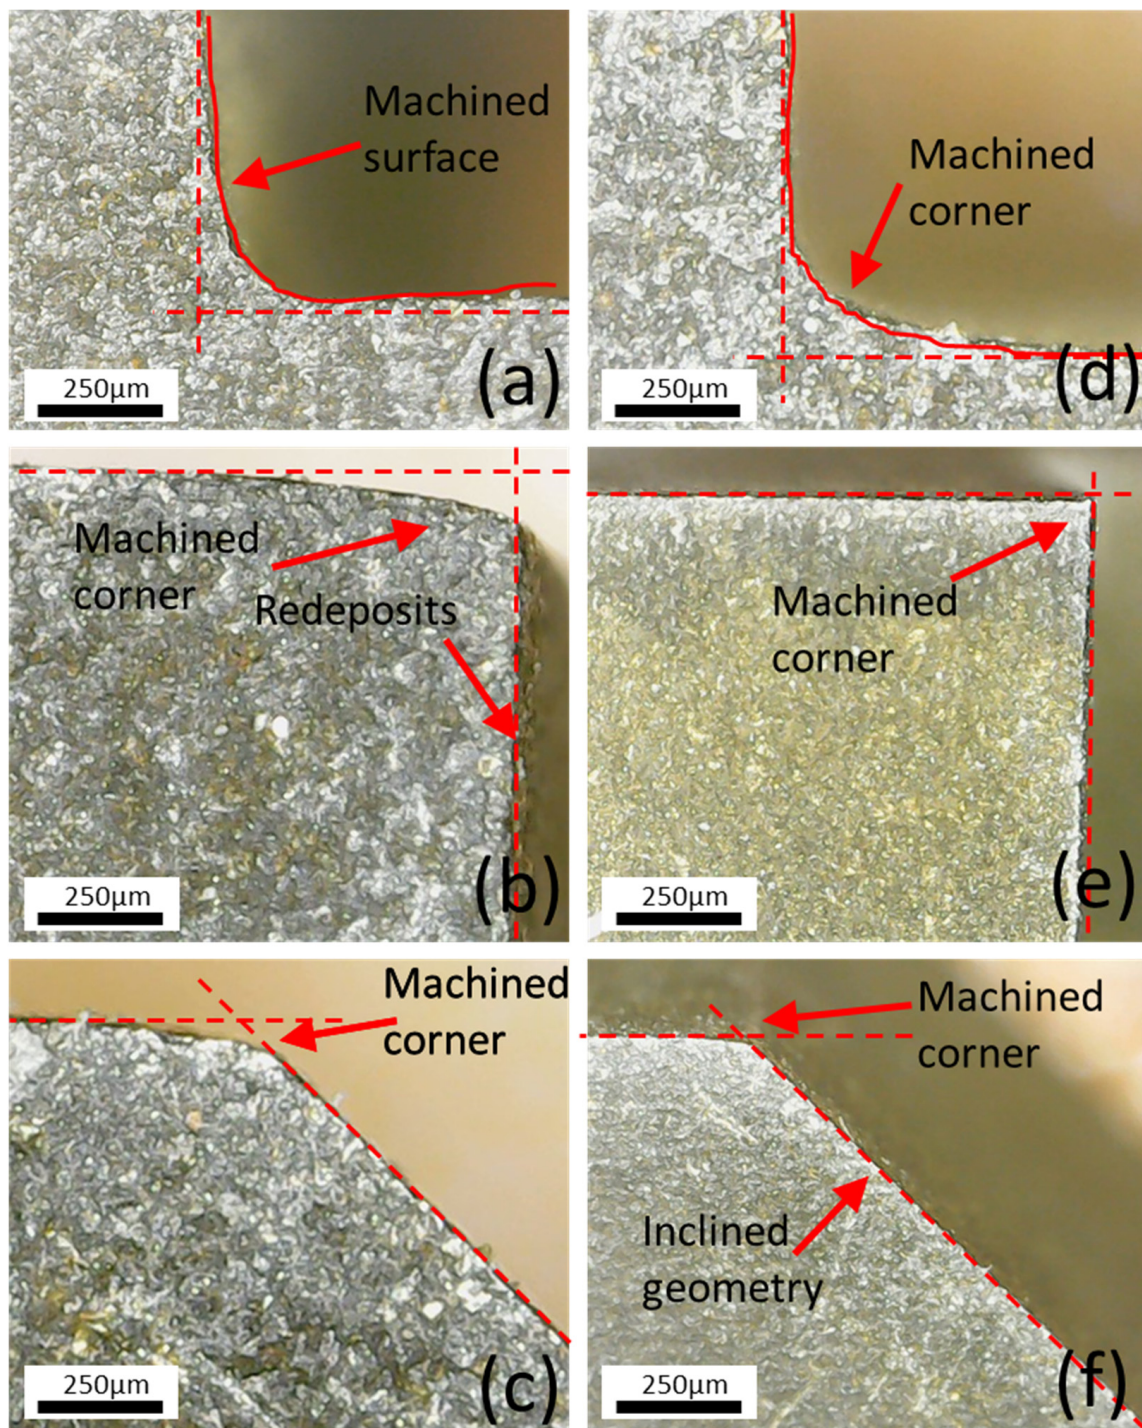 Machined
surface
250µm
(a)
Machined
corner
250µm
(d)
Machined
corner
Redeposits
250µm
(b)
Machined
corner
250µm
(e)
Machined
corner
250µm
(c)
Machined
corner
Inclined
geometry
250µm
(f)